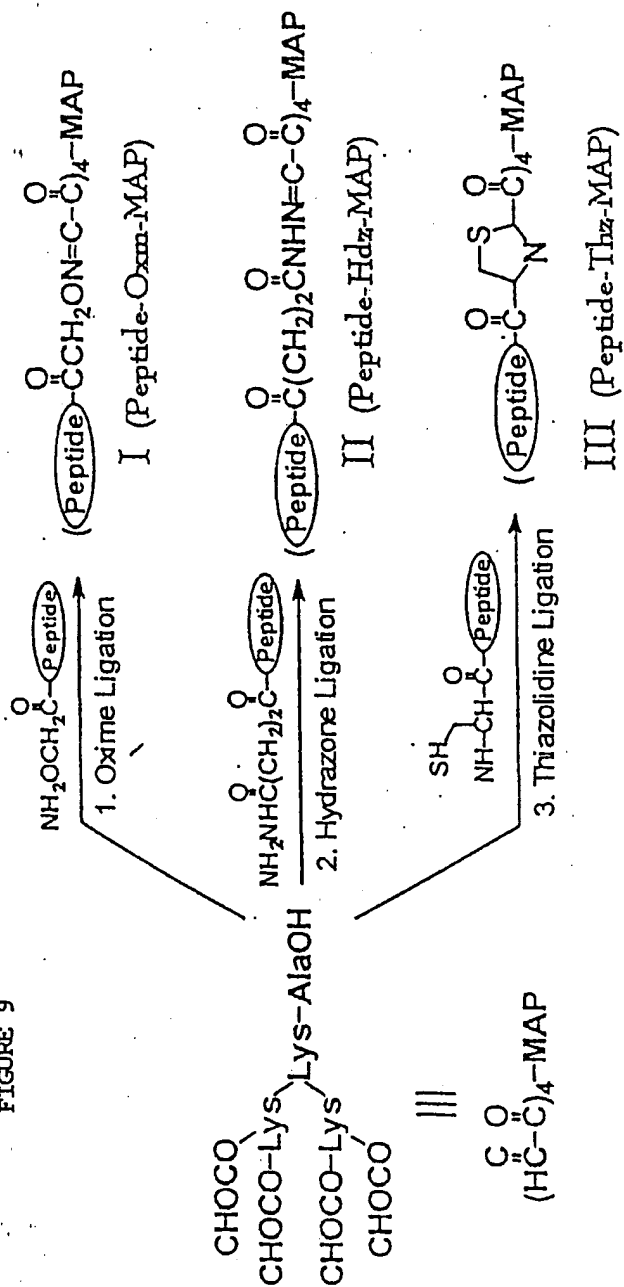 FIGURE 9
CHOCO
CHOCO–Lys
Lys–AlaOH
CHOCO–Lys
CHOCO
C O
(HC–C)4–MAP
O
NH2OCH2C–Peptide
1. Oxime Ligation
O O
(Peptide–CCH2ON=C–C)4–MAP
I (Peptide-Oxm-MAP)
O O
NH2NHC(CH2)2C–Peptide
2. Hydrazone Ligation
O O O
(Peptide–C(CH2)2CNHN=C–C)4–MAP
II (Peptide-Hdz-MAP)
SH
O
NH–CH–C–Peptide
3. Thiazolidine Ligation
S
O O
(Peptide–C C)4–MAP
N
III (Peptide-Thz-MAP)